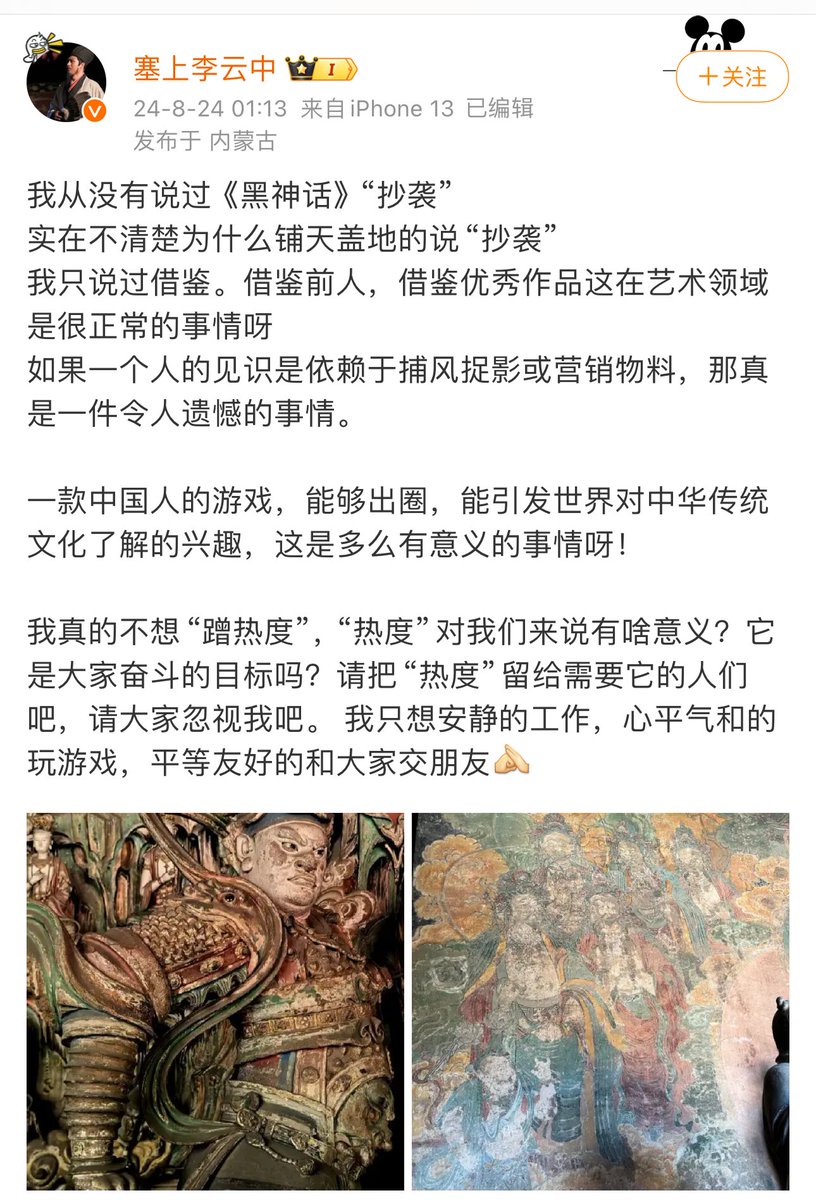 塞上李云中
I
＋关注
24-8-24 01:13 来自iPhone 13 已编辑
发布于 内蒙古
我从没有说过《黑神话》“抄袭”
实在不清楚为什么铺天盖地的说“抄袭”
我只说过借鉴。借鉴前人，借鉴优秀作品这在艺术领域
是很正常的事情呀
如果一个人的见识是依赖于捕风捉影或营销物料，那真
是一件令人遗憾的事情。
一款中国人的游戏，能够出圈，能引发世界对中华传统
文化了解的兴趣，这是多么有意义的事情呀！
我真的不想“蹭热度”，“热度”对我们来说有啥意义？它
是大家奋斗的目标吗？请把“热度”留给需要它的人们
吧，请大家忽视我吧。 我只想安静的工作，心平气和的
玩游戏，平等友好的和大家交朋友